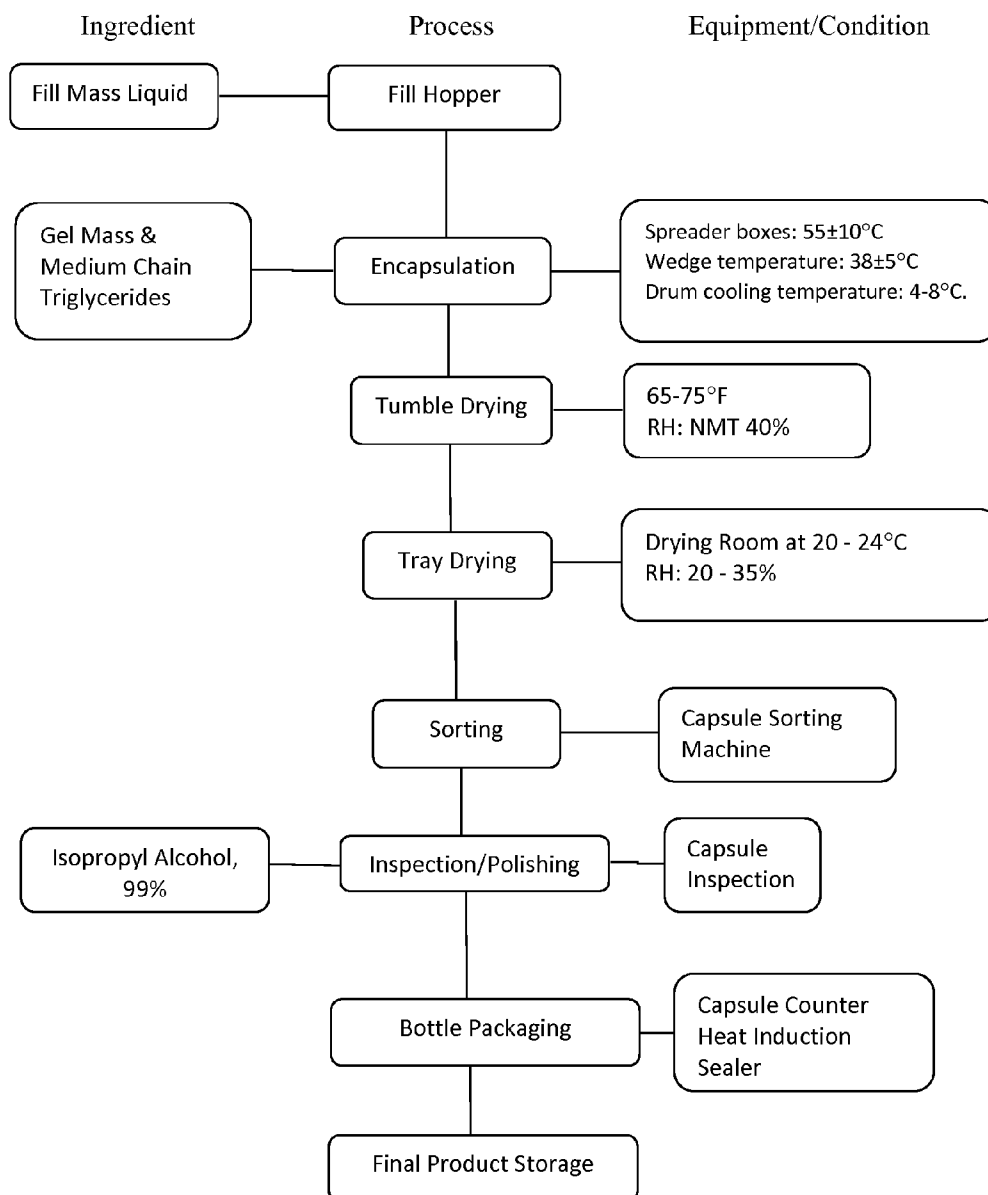 Ingredient
Process
Equipment/Condition
Fill Mass Liquid
Fill Hopper
Gel Mass &
Medium Chain
Triglycerides
Encapsulation
Spreader boxes: 55±10°C
Wedge temperature: 38±5°C
Drum cooling temperature: 4-8°C.
Tumble Drying
65-75°F
RH: NMT 40%
Tray Drying
Drying Room at 20 - 24°C
RH: 20 - 35%
Sorting
Capsule Sorting
Machine
Isopropyl Alcohol,
99%
Inspection/Polishing
Capsule
Inspection
Bottle Packaging
Capsule Counter
Heat Induction
Sealer
Final Product Storage